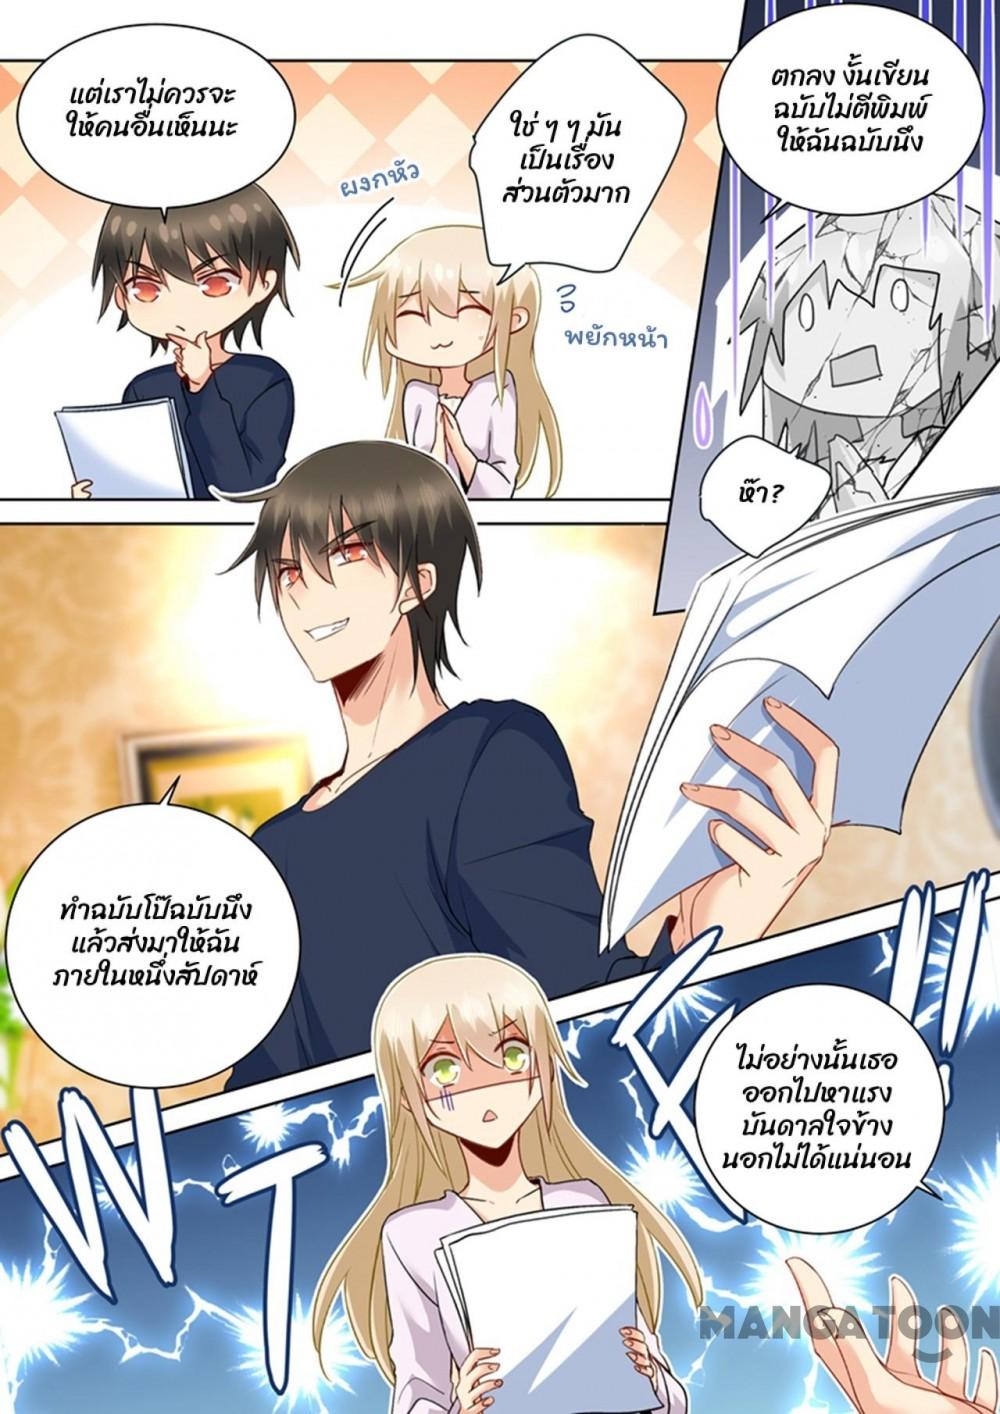 แต่เราไม่ควรจะ
ให้คนอื่นเห็นนะ
ผงกหัว
ใช่ ๆ ๆ มัน
เป็นเรื่อง
ส่วนตัวมาก
พยักหน้า
ตกลง งั้นเขียน
ฉบับไม่ตีพิมพ์
ให้ฉันฉบับนึง
ห๊า?
ทำฉบับโป๊ฉบับนึง
แล้วส่งมาให้ฉัน
ภายในหนึ่งสัปดาห์
ไม่อย่างนั้นเธอ
ออกไปหาแรง
บันดาลใจข้าง
นอกไม่ได้แน่นอน
WTF!!
MANGATOON